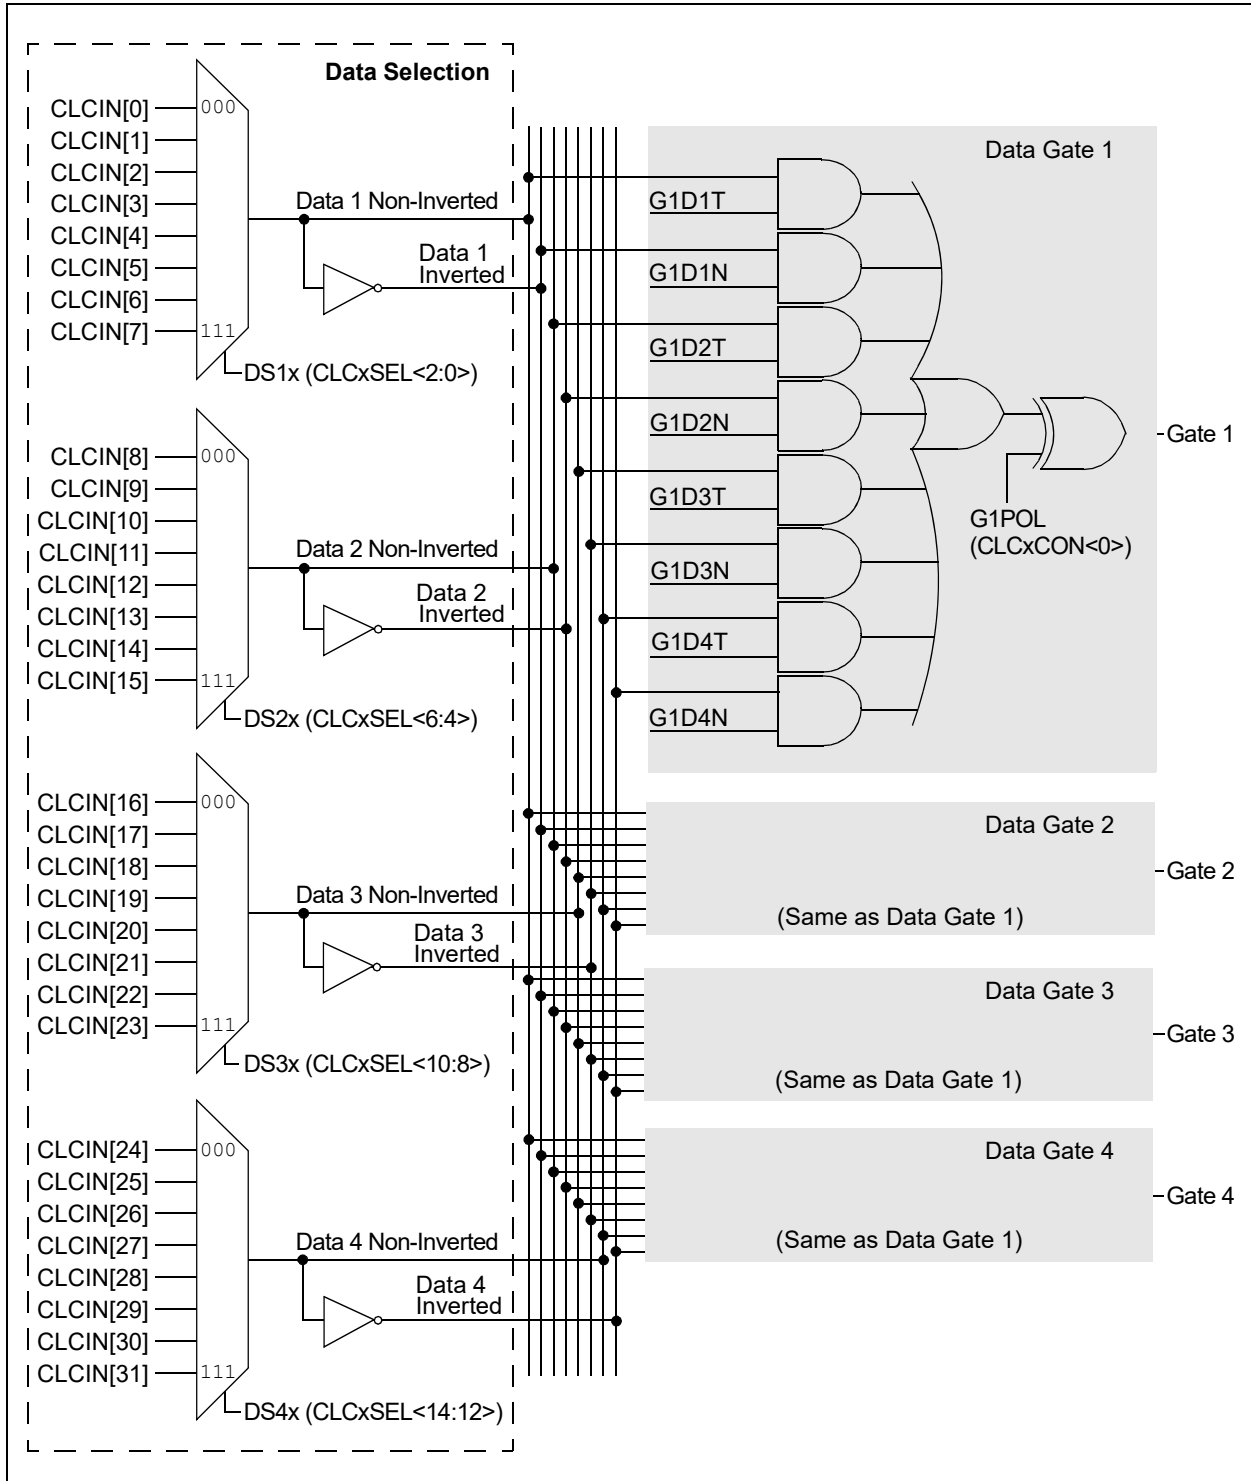 Data Selection
CLCIN[0]
000
CLCIN[1]
CLCIN[2]
CLCIN[3]
CLCIN[4]
CLCIN[5]
CLCIN[6]
CLCIN[7]
111
DS1x (CLCxSEL<2:0>)
Data 1 Non-Inverted
Data 1
Inverted
CLCIN[8]
000
CLCIN[9]
CLCIN[10]
CLCIN[11]
CLCIN[12]
CLCIN[13]
CLCIN[14]
CLCIN[15]
111
DS2x (CLCxSEL<6:4>)
Data 2 Non-Inverted
Data 2
Inverted
CLCIN[16]
000
CLCIN[17]
CLCIN[18]
CLCIN[19]
CLCIN[20]
CLCIN[21]
CLCIN[22]
CLCIN[23]
111
DS3x (CLCxSEL<10:8>)
Data 3 Non-Inverted
Data 3
Inverted
CLCIN[24]
000
CLCIN[25]
CLCIN[26]
CLCIN[27]
CLCIN[28]
CLCIN[29]
CLCIN[30]
CLCIN[31]
111
DS4x (CLCxSEL<14:12>)
Data 4 Non-Inverted
Data 4
Inverted
Data Gate 1
G1D1T
G1D1N
G1D2T
G1D2N
G1D3T
G1D3N
G1D4T
G1D4N
G1POL
(CLCxCON<0>)
Gate 1
Data Gate 2
(Same as Data Gate 1)
Gate 2
Data Gate 3
(Same as Data Gate 1)
Gate 3
Data Gate 4
(Same as Data Gate 1)
Gate 4